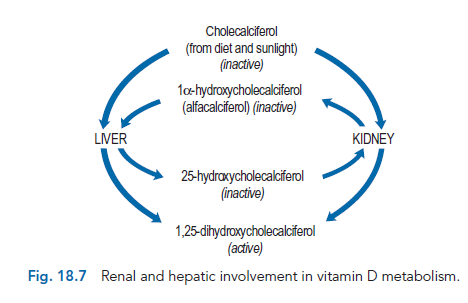 Cholecalciferol
(from diet and sunlight)
(inactive)
1α-hydroxycholecalciferol
(alfacalciferol) (inactive)
LIVER
KIDNEY
25-hydroxycholecalciferol
(inactive)
1,25-dihydroxycholecalciferol
(active)
Fig. 18.7 Renal and hepatic involvement in vitamin D metabolism.